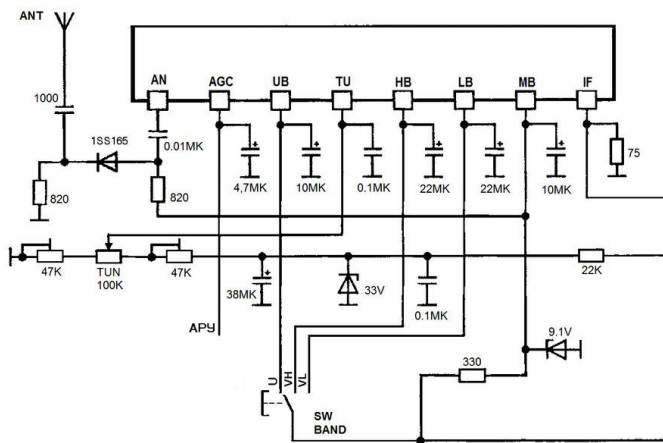 ANT
AN AGC UB TU HB LB MB IF
1000
1SS165
0.01MK
4,7MK 10MK 0.1MK 22MK 22MK 10MK
75
820
820
47K
TUN
100K
47K
38MK
33V
0.1MK
22K
АРУ
9.1V
330
U
VH
VL
SW
BAND